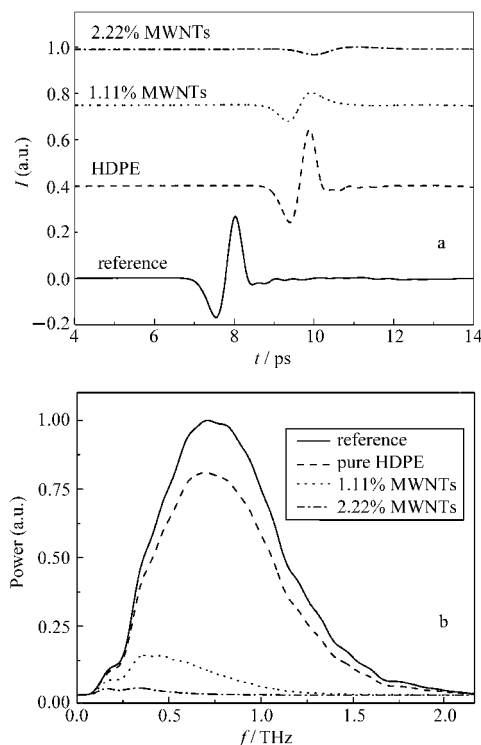 2.22% MWNTs
1.0
1.11% MWNTs
0.8
0.6
HDPE
0.4
0.2
reference
0.0
−0.2
a
I (a.u.)
4 6 8 10 12 14
t / ps
1.00
0.75
0.50
0.25
0.00
Power (a.u.)
reference
pure HDPE
1.11% MWNTs
2.22% MWNTs
b
0.0 0.5 1.0 1.5 2.0
f / THz